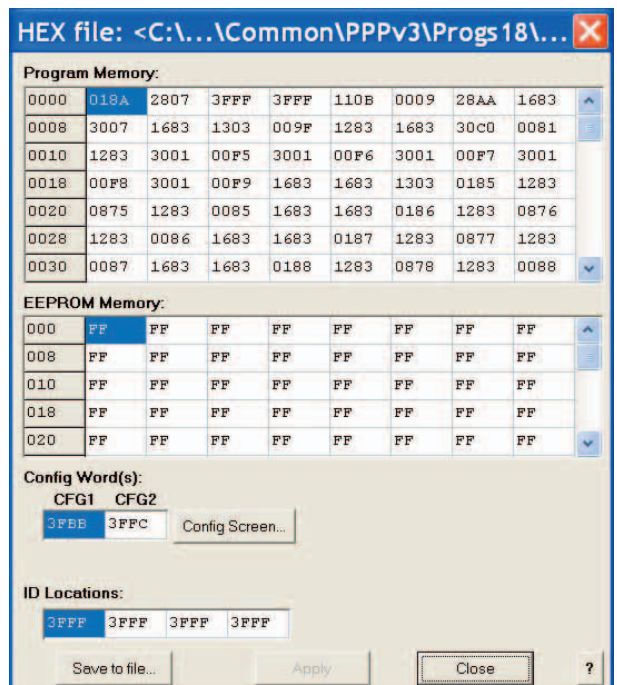 HEX file: <C:\...\Common\PPPv3\Progs18\...
Program Memory:
0000 018A 2807 3FFF 3FFF 110B 0009 28AA 1683
0008 3007 1683 1303 009F 1283 1683 30C0 0081
0010 1283 3001 00F5 3001 00F6 3001 00F7 3001
0018 00F8 3001 00F9 1683 1683 1303 0185 1283
0020 0875 1283 0085 1683 1683 0186 1283 0876
0028 1283 0086 1683 1683 0187 1283 0877 1283
0030 0087 1683 1683 0188 1283 0878 1283 0088
EEPROM Memory:
000 FF FF FF FF FF FF FF FF
008 FF FF FF FF FF FF FF FF
010 FF FF FF FF FF FF FF FF
018 FF FF FF FF FF FF FF FF
020 FF FF FF FF FF FF FF FF
Config Word(s):
CFG1 CFG2
3FBB 3FFC Config Screen...
ID Locations:
3FFF 3FFF 3FFF 3FFF
Save to file... Apply Close ?